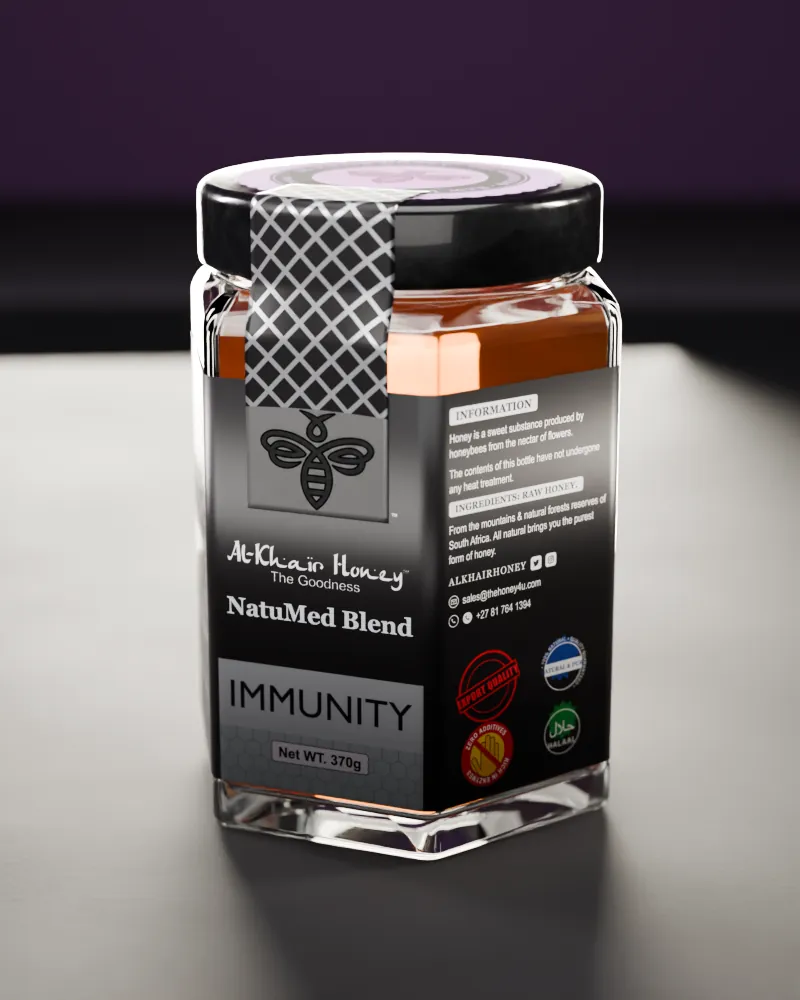 Al-Khair Honey™
The Goodness
NatuMed Blend
IMMUNITY
Net WT. 370g
INFORMATION
Honey is a sweet substance produced by
honeybees from the nectar of flowers.
The contents of this bottle have not undergone
any heat treatment.
INGREDIENTS: RAW HONEY.
From the mountains & natural forests reserves of
South Africa. All natural brings you the purest
form of honey.
ALKHAIRHONEY
sales@thehoney4u.com
+27 81 764 1394
EXPORT QUALITY
NATURAL & PURE
ZERO ADDITIVES
حلال
HALAAL